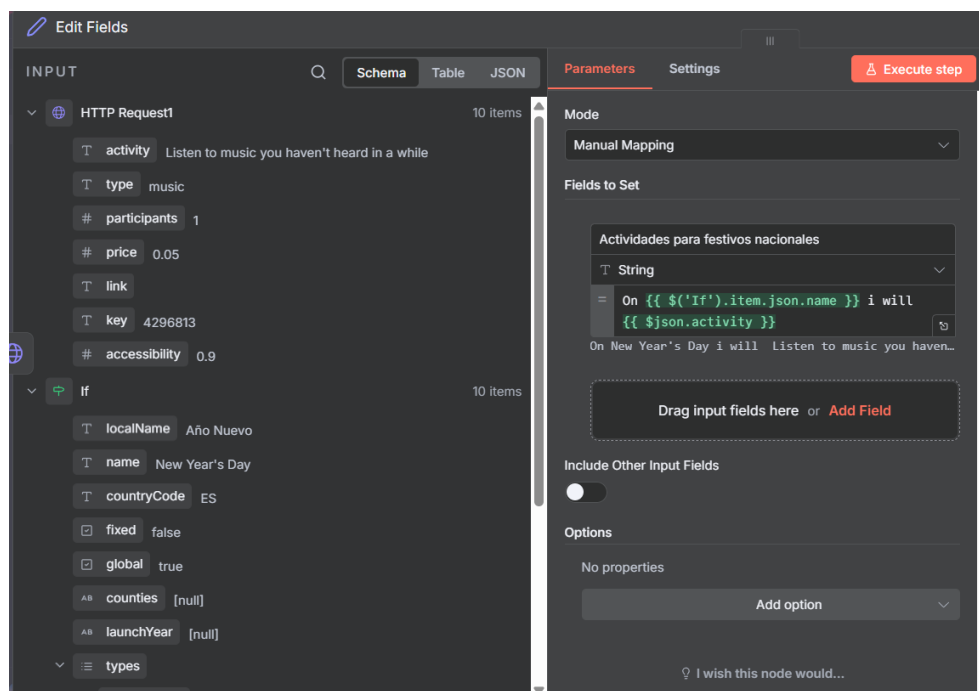 Edit Fields
INPUT
Schema Table JSON
HTTP Request1 10 items
T activity Listen to music you haven't heard in a while
T type music
# participants 1
# price 0.05
T link
T key 4296813
# accessibility 0.9
If 10 items
T localName Año Nuevo
T name New Year's Day
T countryCode ES
fixed false
global true
AB counties [null]
AB launchYear [null]
types
Parameters Settings Execute step
Mode
Manual Mapping
Fields to Set
Actividades para festivos nacionales
T String
= On {{ $('If').item.json.name }} i will
{{ $json.activity }}
On New Year's Day i will Listen to music you haven…
Drag input fields here or Add Field
Include Other Input Fields
Options
No properties
Add option
I wish this node would...